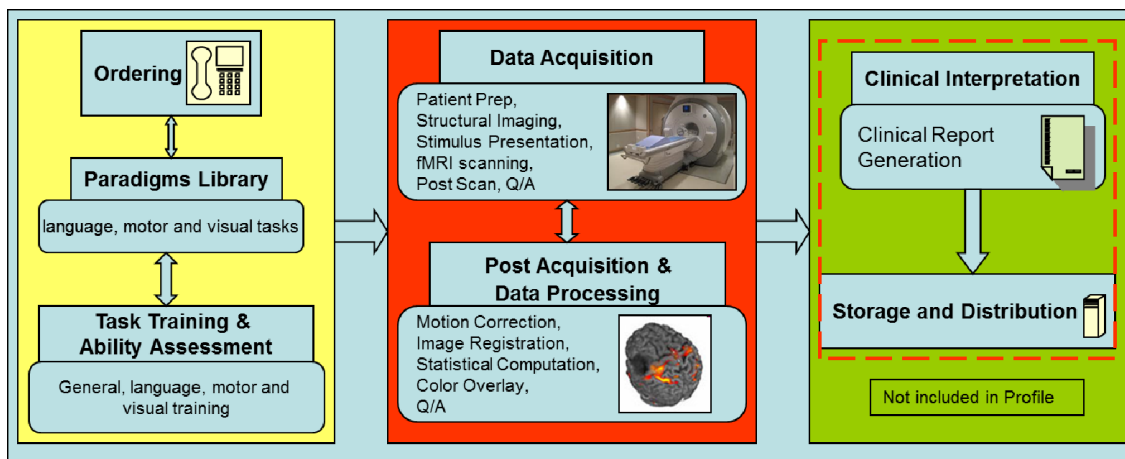 Ordering
Paradigms Library
language, motor and visual tasks
Task Training &
Ability Assessment
General, language, motor and
visual training
Data Acquisition
Patient Prep,
Structural Imaging,
Stimulus Presentation,
fMRI scanning,
Post Scan, Q/A
Post Acquisition &
Data Processing
Motion Correction,
Image Registration,
Statistical Computation,
Color Overlay,
Q/A
Clinical Interpretation
Clinical Report
Generation
Storage and Distribution
Not included in Profile